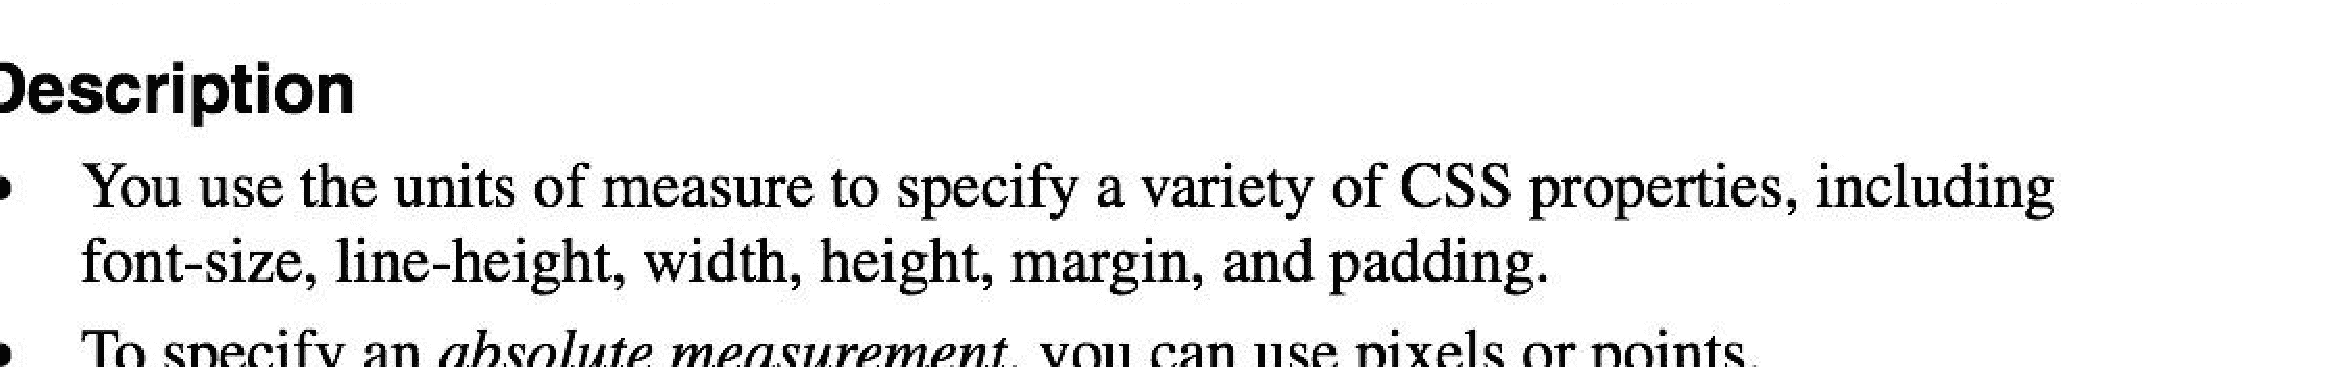 Description
• You use the units of measure to specify a variety of CSS properties, including
font-size, line-height, width, height, margin, and padding.
• To specify an absolute measurement, you can use pixels or points.